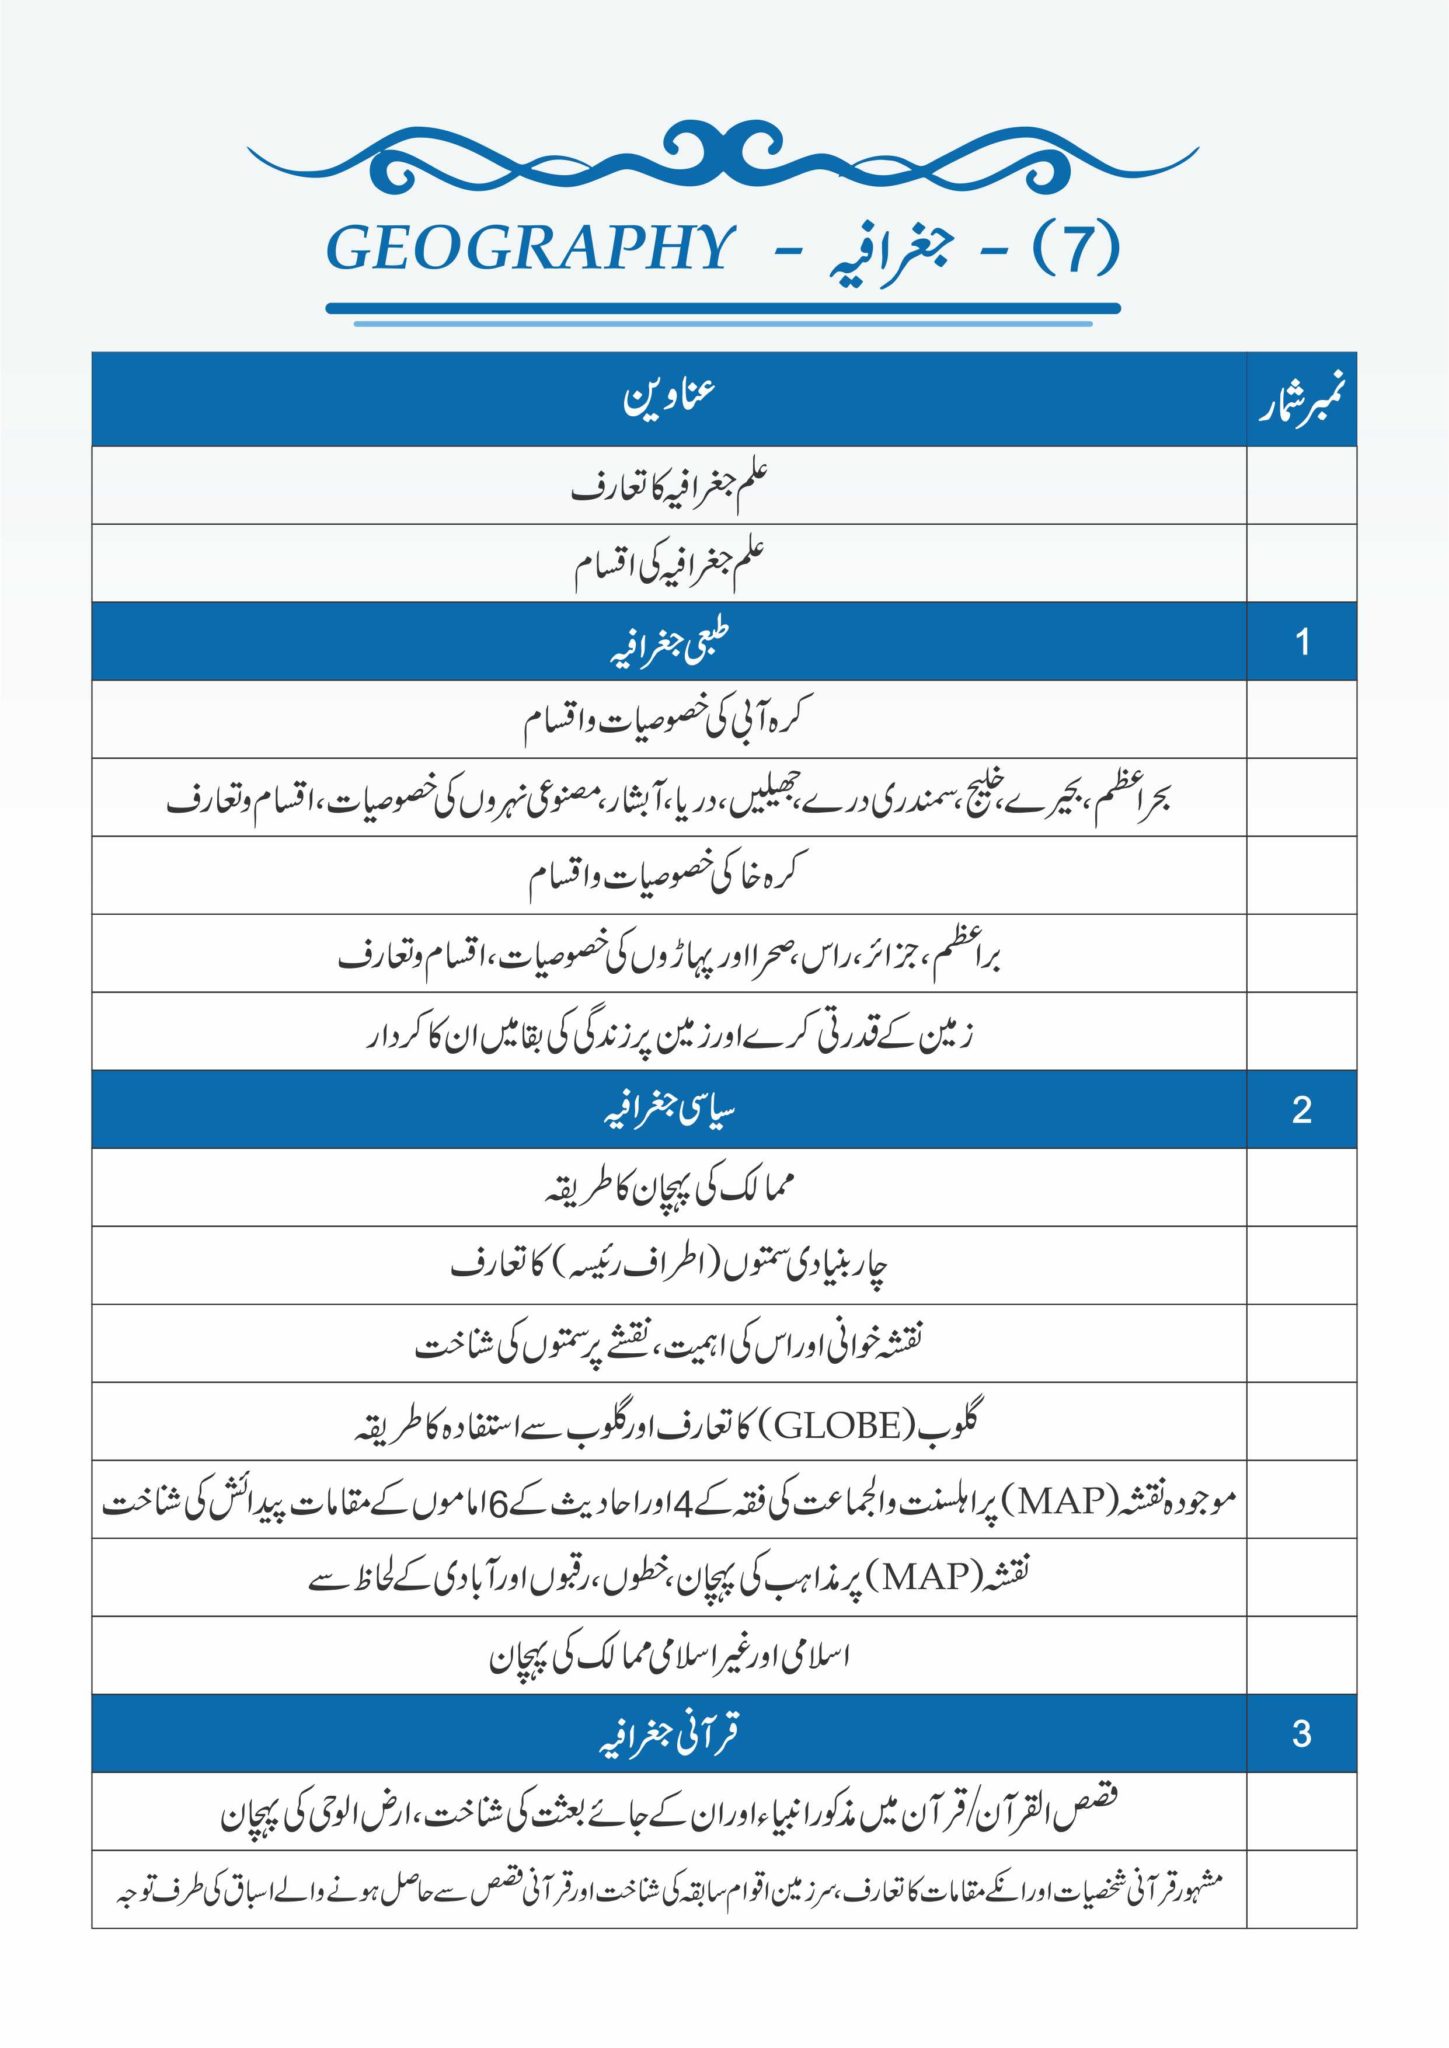 (7) - جغرافیہ - GEOGRAPHY
نمبر شمار عناوین
علم جغرافیہ کا تعارف
علم جغرافیہ کی اقسام
1 طبعی جغرافیہ
کرہ آبی کی خصوصیات و اقسام
بحر اعظم، بحیرے، خلیج، سمندری درے، جھیلیں، دریا، آبشار، مصنوعی نہروں کی خصوصیات، اقسام و تعارف
کرہ خا کی خصوصیات و اقسام
بر اعظم، جزائر، راس، صحرا اور پہاڑوں کی خصوصیات، اقسام و تعارف
زمین کے قدرتی کرے اور زمین پر زندگی کی بقا میں ان کا کردار
2 سیاسی جغرافیہ
ممالک کی پہچان کا طریقہ
چار بنیادی سمتوں (اطراف رئیسہ) کا تعارف
نقشہ خوانی اور اس کی اہمیت، نقشے پر سمتوں کی شناخت
گلوب (GLOBE) کا تعارف اور گلوب سے استفادہ کا طریقہ
موجودہ نقشہ (MAP) پر اہلسنت والجماعت کی فقہ کے 4 اور احادیث کے 6 اماموں کے مقامات پیدائش کی شناخت
نقشہ (MAP) پر مذاہب کی پہچان، خطوں، رقبوں اور آبادی کے لحاظ سے
اسلامی اور غیر اسلامی ممالک کی پہچان
3 قرآنی جغرافیہ
قصص القرآن/قرآن میں مذکور انبیاء اور ان کے جائے بعثت کی شناخت، ارض الوحی کی پہچان
مشہور قرآنی شخصیات اور انکے مقامات کا تعارف، سرزمین اقوام سابقہ کی شناخت اور قرآنی قصص سے حاصل ہونے والے اسباق کی طرف توجہ